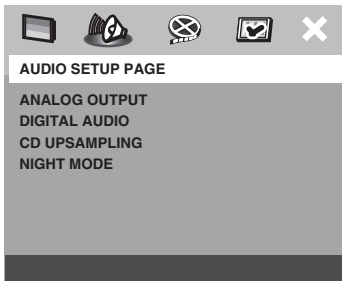 AUDIO SETUP PAGE
ANALOG OUTPUT
DIGITAL AUDIO
CD UPSAMPLING
NIGHT MODE